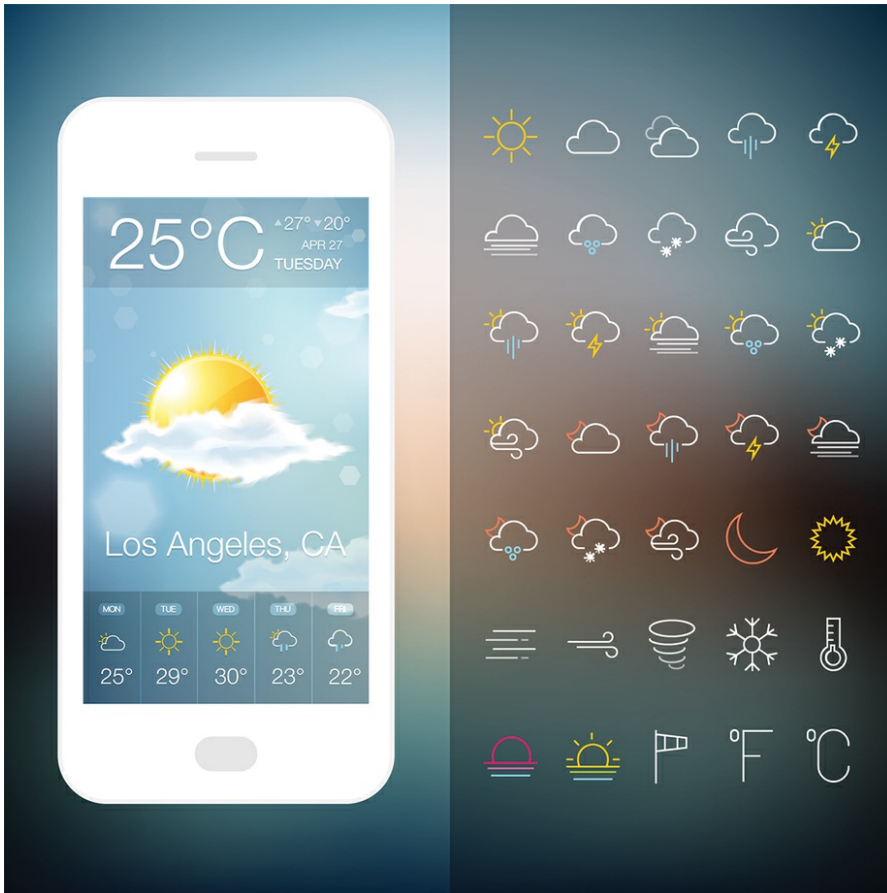 25°C
▲27° ▼20°
APR 27
TUESDAY
Los Angeles, CA
MON TUE WED THU FRI
25° 29° 30° 23° 22°
°F °C